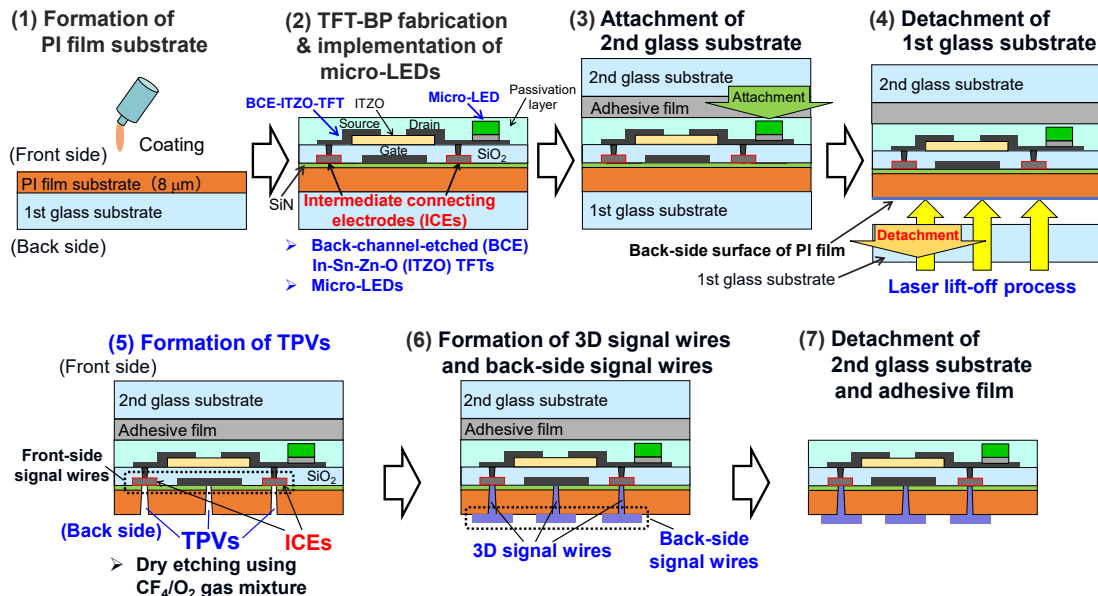 (1) Formation of
PI film substrate
(Front side)
Coating
PI film substrate（8 μm）
1st glass substrate
(Back side)
(2) TFT-BP fabrication
& implementation of
micro-LEDs
BCE-ITZO-TFT
ITZO
Micro-LED
Passivation
layer
Source
Drain
Gate
SiO2
SiN
Intermediate connecting
electrodes (ICEs)
➤ Back-channel-etched (BCE)
In-Sn-Zn-O (ITZO) TFTs
➤ Micro-LEDs
(3) Attachment of
2nd glass substrate
2nd glass substrate
Adhesive film
Attachment
1st glass substrate
(4) Detachment of
1st glass substrate
2nd glass substrate
Back-side surface of PI film
Detachment
1st glass substrate
Laser lift-off process
(5) Formation of TPVs
(Front side)
2nd glass substrate
Adhesive film
Front-side
signal wires
SiO2
(Back side)
TPVs
ICEs
➤ Dry etching using
CF4/O2 gas mixture
(6) Formation of 3D signal wires
and back-side signal wires
2nd glass substrate
Adhesive film
3D signal wires
Back-side
signal wires
(7) Detachment of
2nd glass substrate
and adhesive film